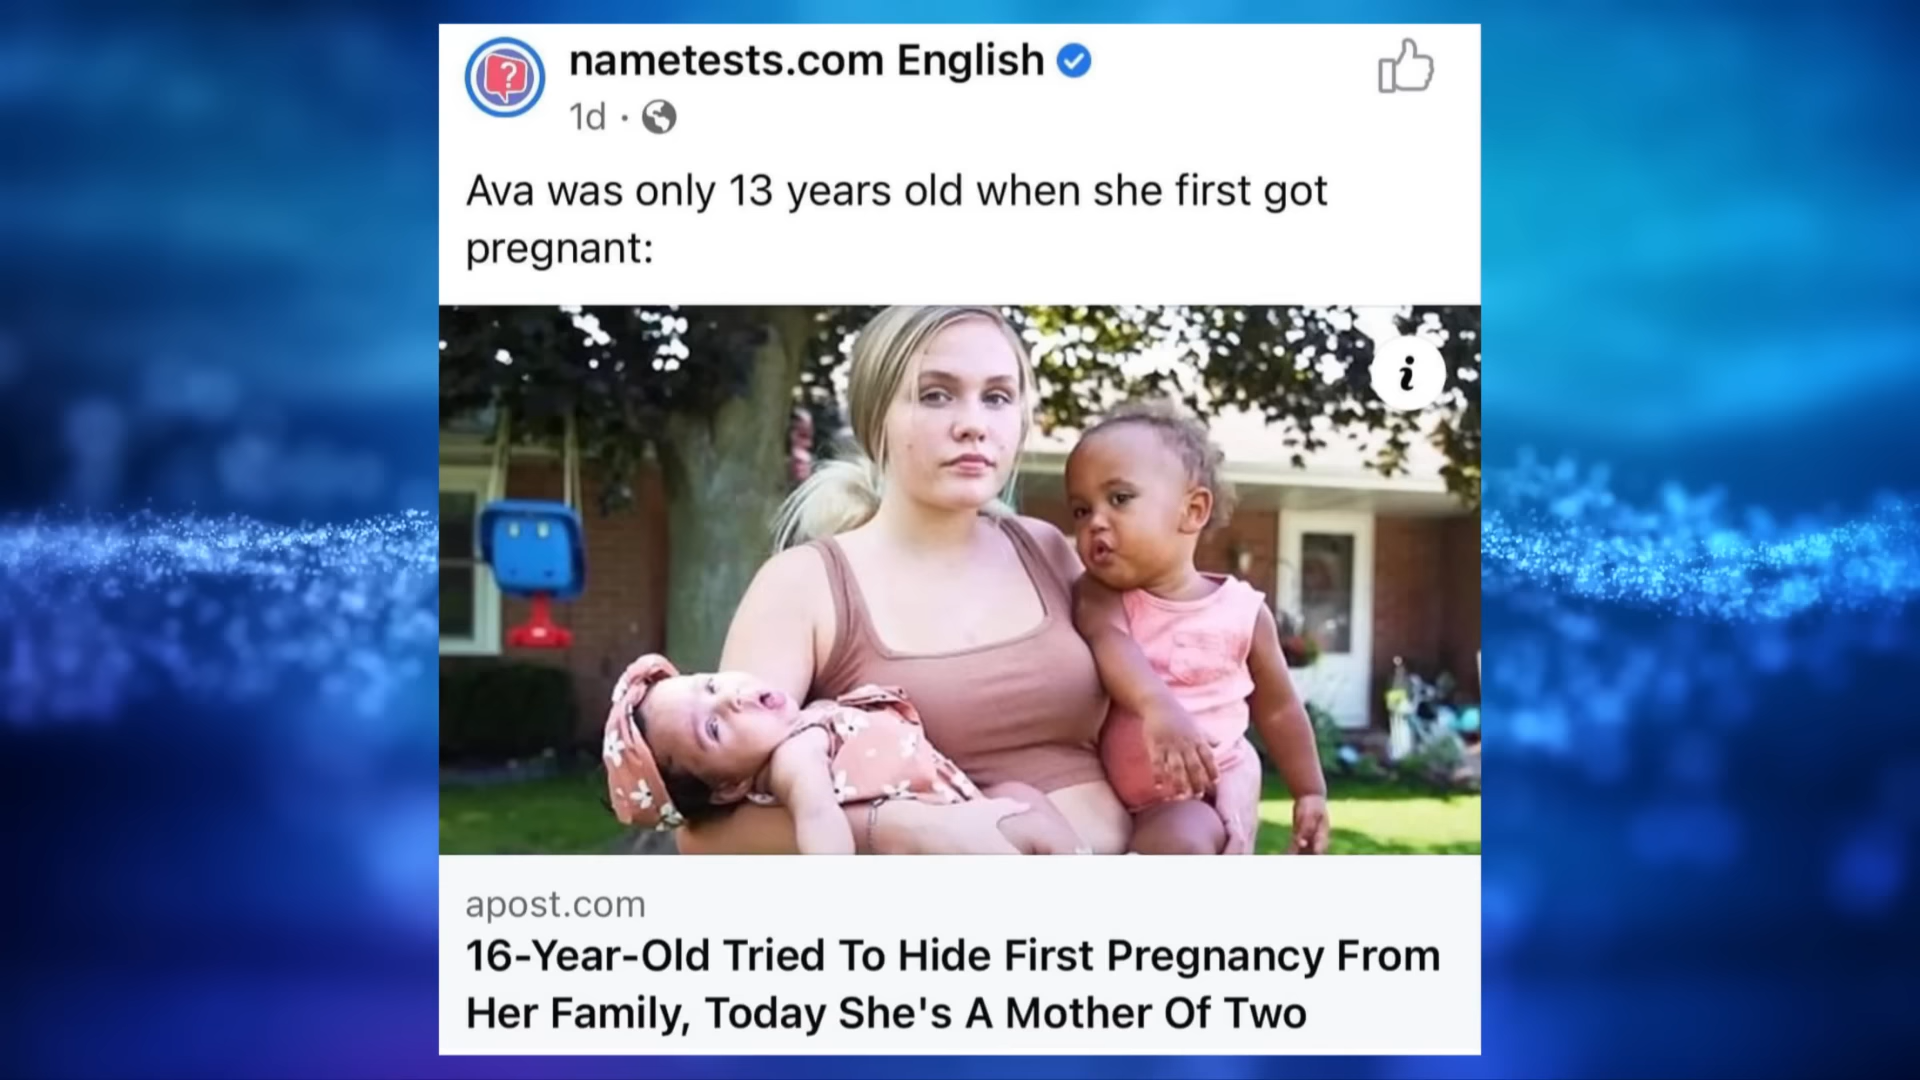 nametests.com English
1d ·
Ava was only 13 years old when she first got
pregnant:
apost.com
16-Year-Old Tried To Hide First Pregnancy From
Her Family, Today She's A Mother Of Two